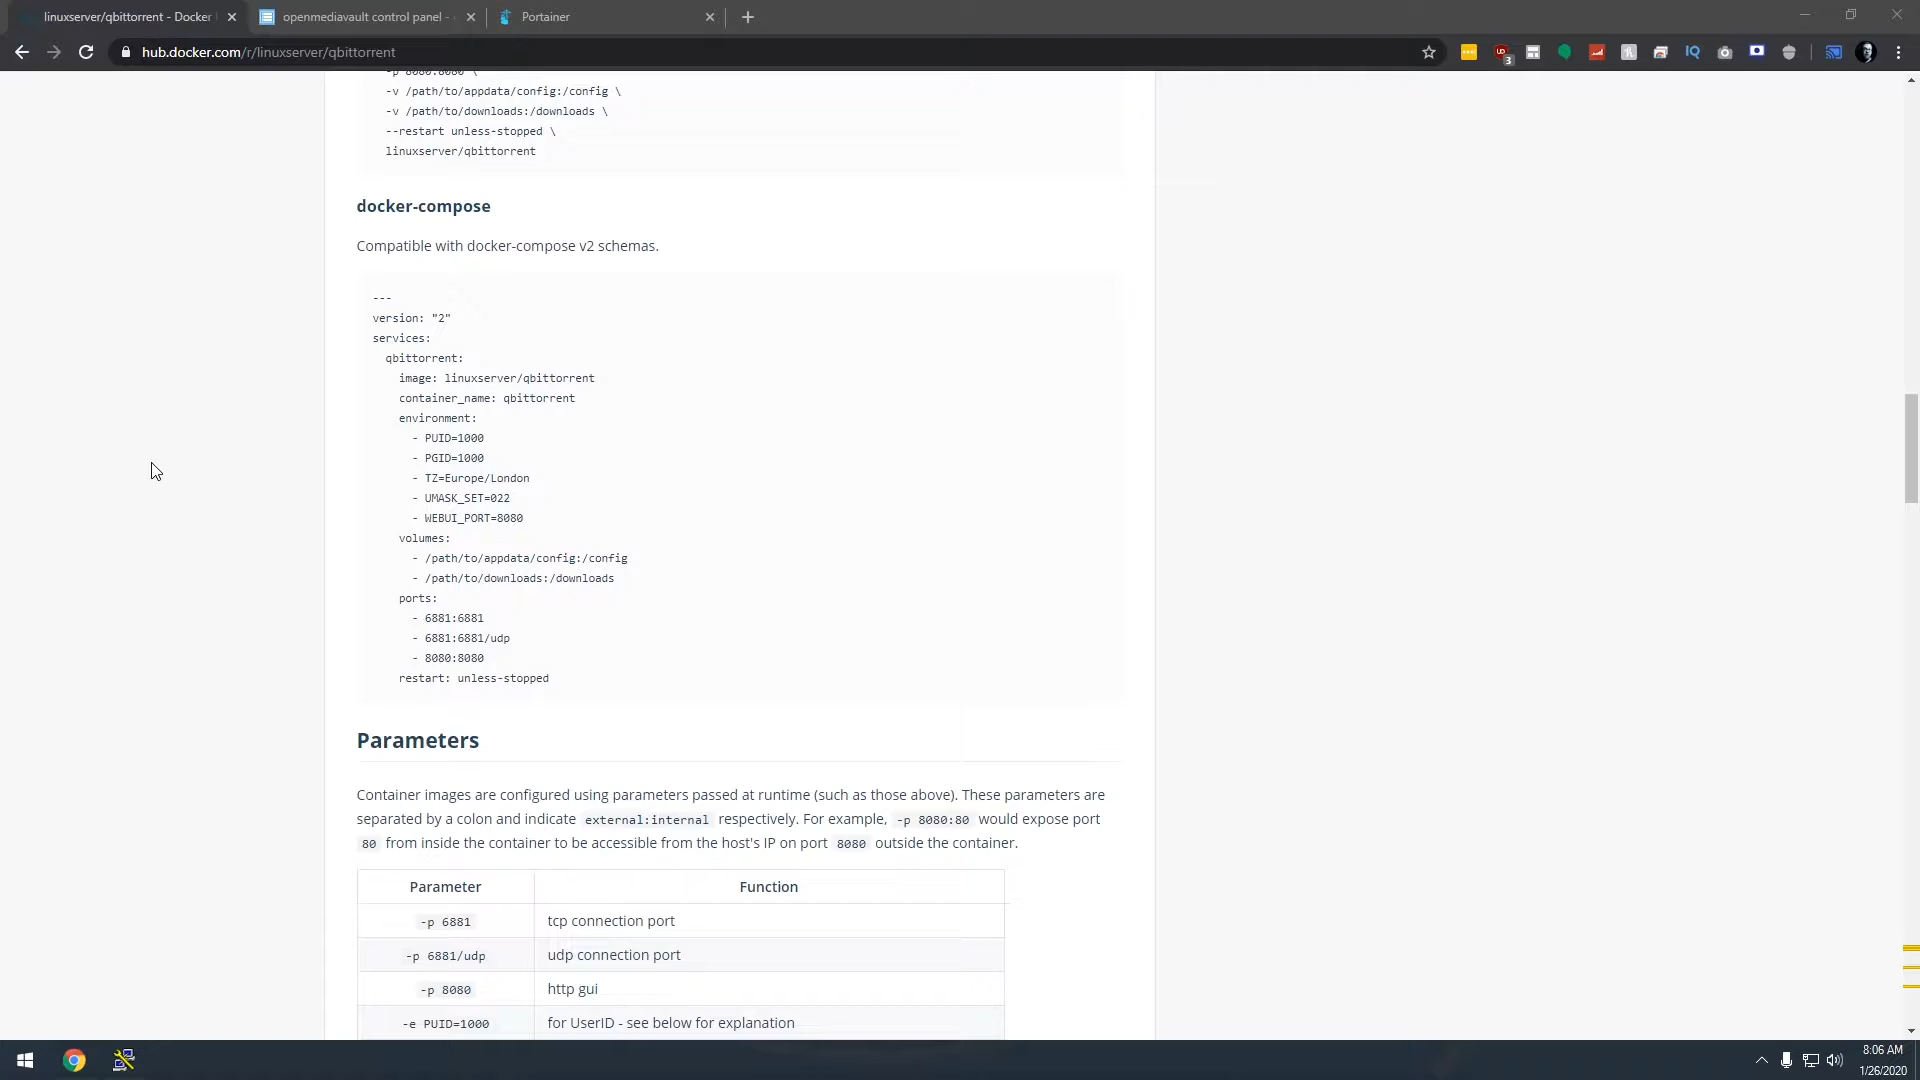 linuxserver/qbittorrent - Docker
openmediavault control panel -
Portainer
hub.docker.com/r/linuxserver/qbittorrent
3
IQ
-p 8080:8080 \
-v /path/to/appdata/config:/config \
-v /path/to/downloads:/downloads \
--restart unless-stopped \
linuxserver/qbittorrent
docker-compose
Compatible with docker-compose v2 schemas.
---
version: "2"
services:
qbittorrent:
image: linuxserver/qbittorrent
container_name: qbittorrent
environment:
- PUID=1000
- PGID=1000
- TZ=Europe/London
- UMASK_SET=022
- WEBUI_PORT=8080
volumes:
- /path/to/appdata/config:/config
- /path/to/downloads:/downloads
ports:
- 6881:6881
- 6881:6881/udp
- 8080:8080
restart: unless-stopped
Parameters
Container images are configured using parameters passed at runtime (such as those above). These parameters are
separated by a colon and indicate external:internal respectively. For example, -p 8080:80 would expose port
80 from inside the container to be accessible from the host's IP on port 8080 outside the container.
Parameter Function
-p 6881 tcp connection port
-p 6881/udp udp connection port
-p 8080 http gui
-e PUID=1000 for UserID - see below for explanation
8:06 AM
1/26/2020